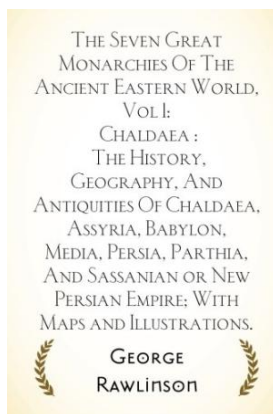 The Seven Great
Monarchies Of The
Ancient Eastern World,
Vol 1:
Chaldaea :
The History,
Geography, And
Antiquities Of Chaldaea,
Assyria, Babylon,
Media, Persia, Parthia,
And Sassanian or New
Persian Empire; With
Maps and Illustrations.
George
Rawlinson